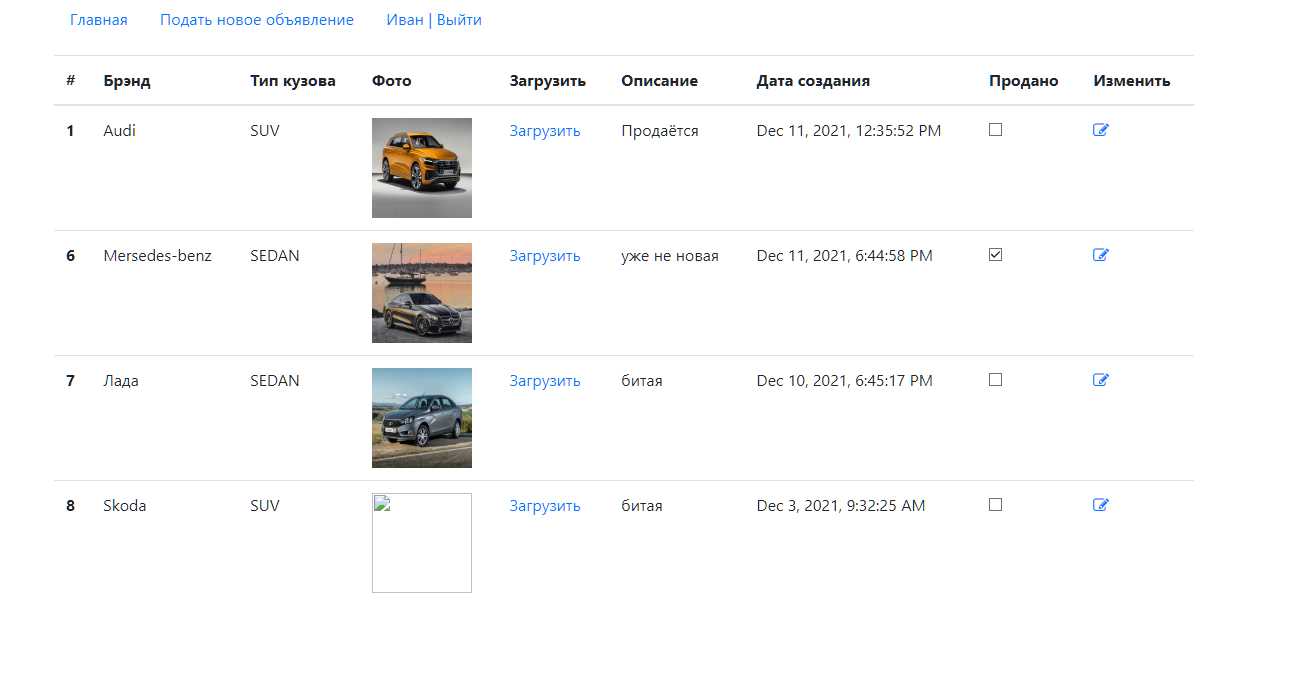 Главная Подать новое объявление Иван | Выйти
# Брэнд Тип кузова Фото Загрузить Описание Дата создания Продано Изменить
1 Audi SUV Загрузить Продаётся Dec 11, 2021, 12:35:52 PM
6 Mersedes-benz SEDAN Загрузить уже не новая Dec 11, 2021, 6:44:58 PM
7 Лада SEDAN Загрузить битая Dec 10, 2021, 6:45:17 PM
8 Skoda SUV Загрузить битая Dec 3, 2021, 9:32:25 AM